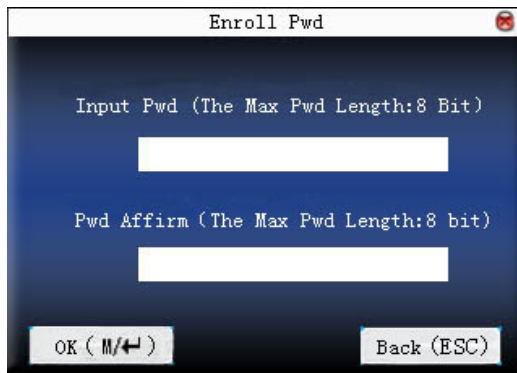 Enroll Pwd
Input Pwd (The Max Pwd Length:8 Bit)
Pwd Affirm (The Max Pwd Length:8 bit)
OK ( M/↵ )
Back (ESC)